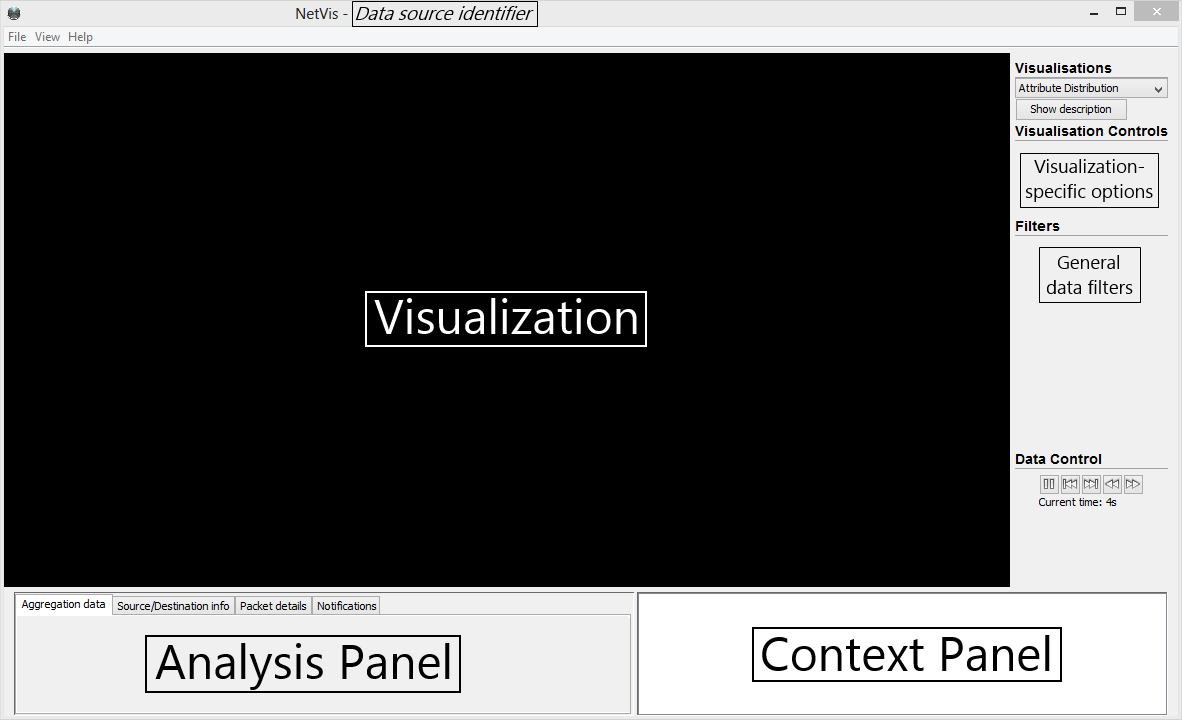 NetVis - Data source identifier
File View Help
Visualisations
Attribute Distribution
Show description
Visualisation Controls
Visualization-
specific options
Filters
General
data filters
Visualization
Data Control
Current time: 4s
Aggregation data Source/Destination info Packet details Notifications
Analysis Panel
Context Panel